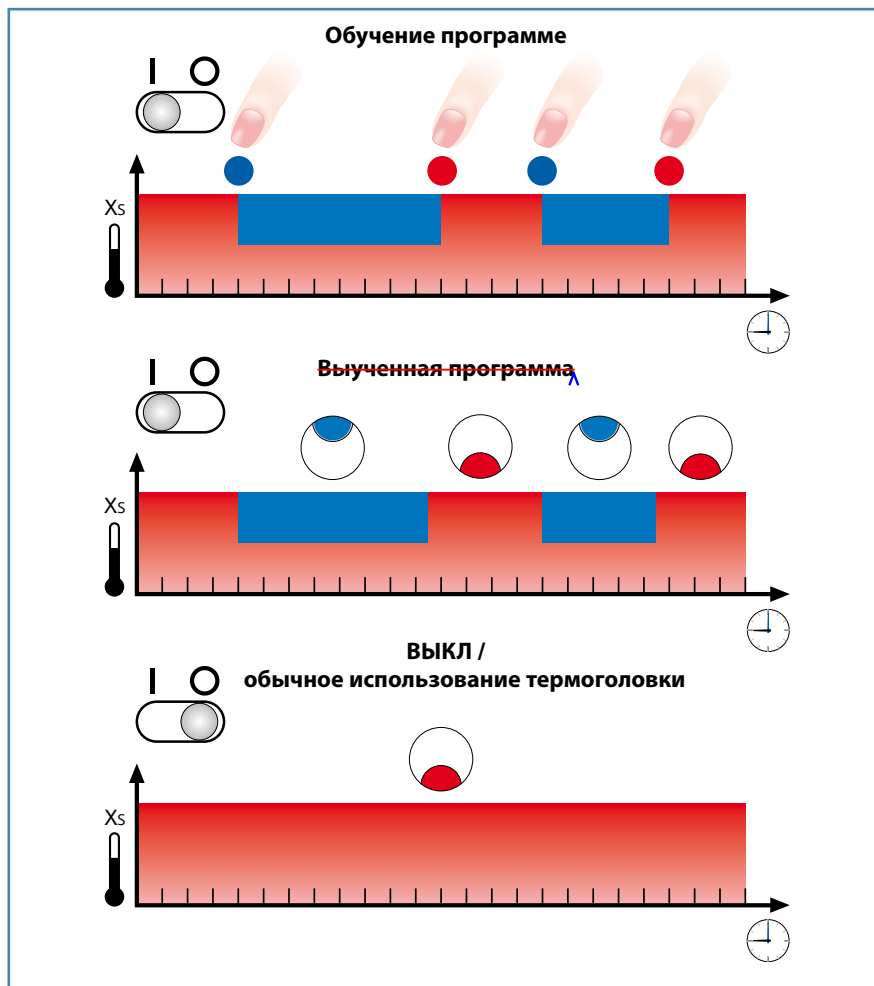 Обучение программе
I O
Xs
Выученная программа
I O
Xs
ВЫКЛ /
обычное использование термоголовки
I O
Xs